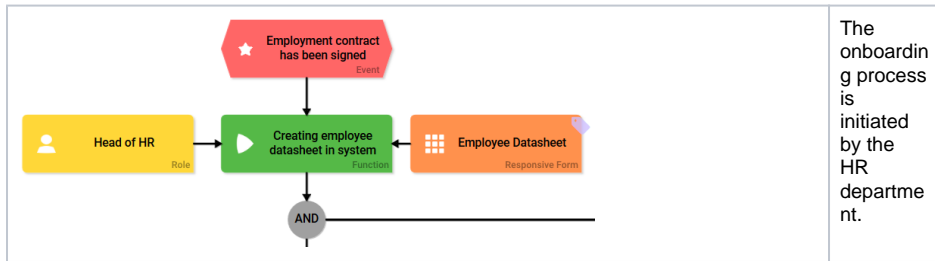 Employment contract
has been signed
Event
Head of HR
Role
Creating employee
datasheet in system
Function
Employee Datasheet
Responsive Form
AND
The
onboardin
g process
is
initiated
by the
HR
departme
nt.